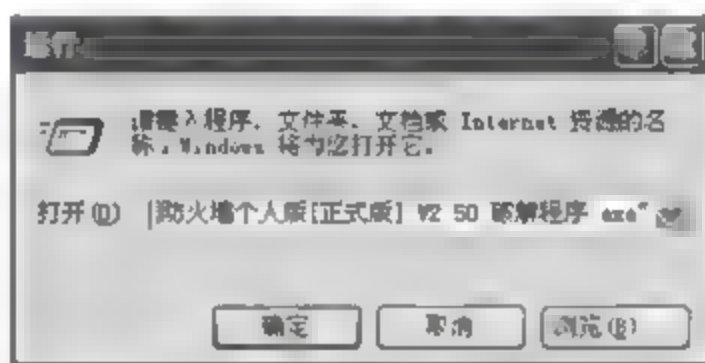 运行
请键入程序、文件夹、文档或 Internet 资源的名
称，Windows 将为您打开它。
打开(O) 防火墙个人版[正式版] V2 50 破解程序 exe"
确定 取消 浏览(B)